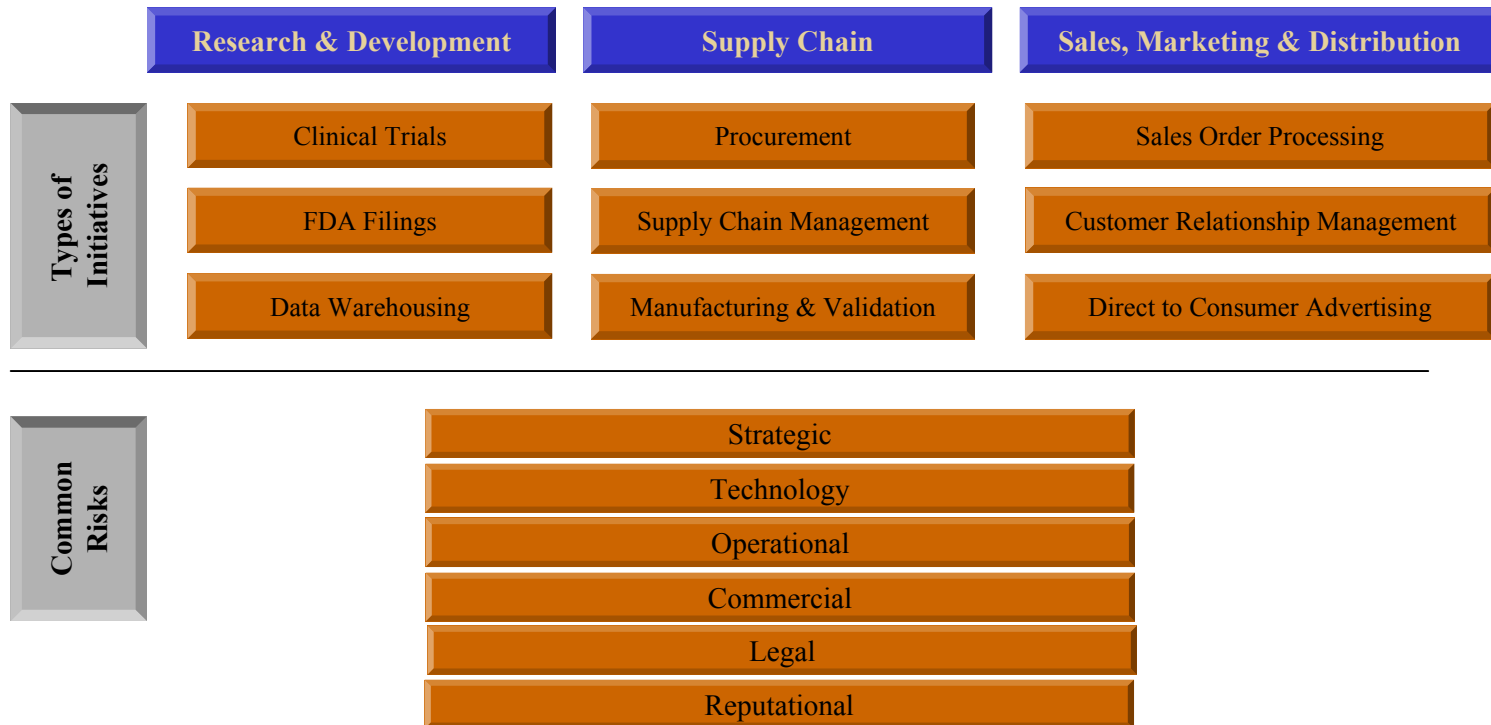 Research & Development
Supply Chain
Sales, Marketing & Distribution
Types of
Initiatives
Clinical Trials
Procurement
Sales Order Processing
FDA Filings
Supply Chain Management
Customer Relationship Management
Data Warehousing
Manufacturing & Validation
Direct to Consumer Advertising
Common
Risks
Strategic
Technology
Operational
Commercial
Legal
Reputational